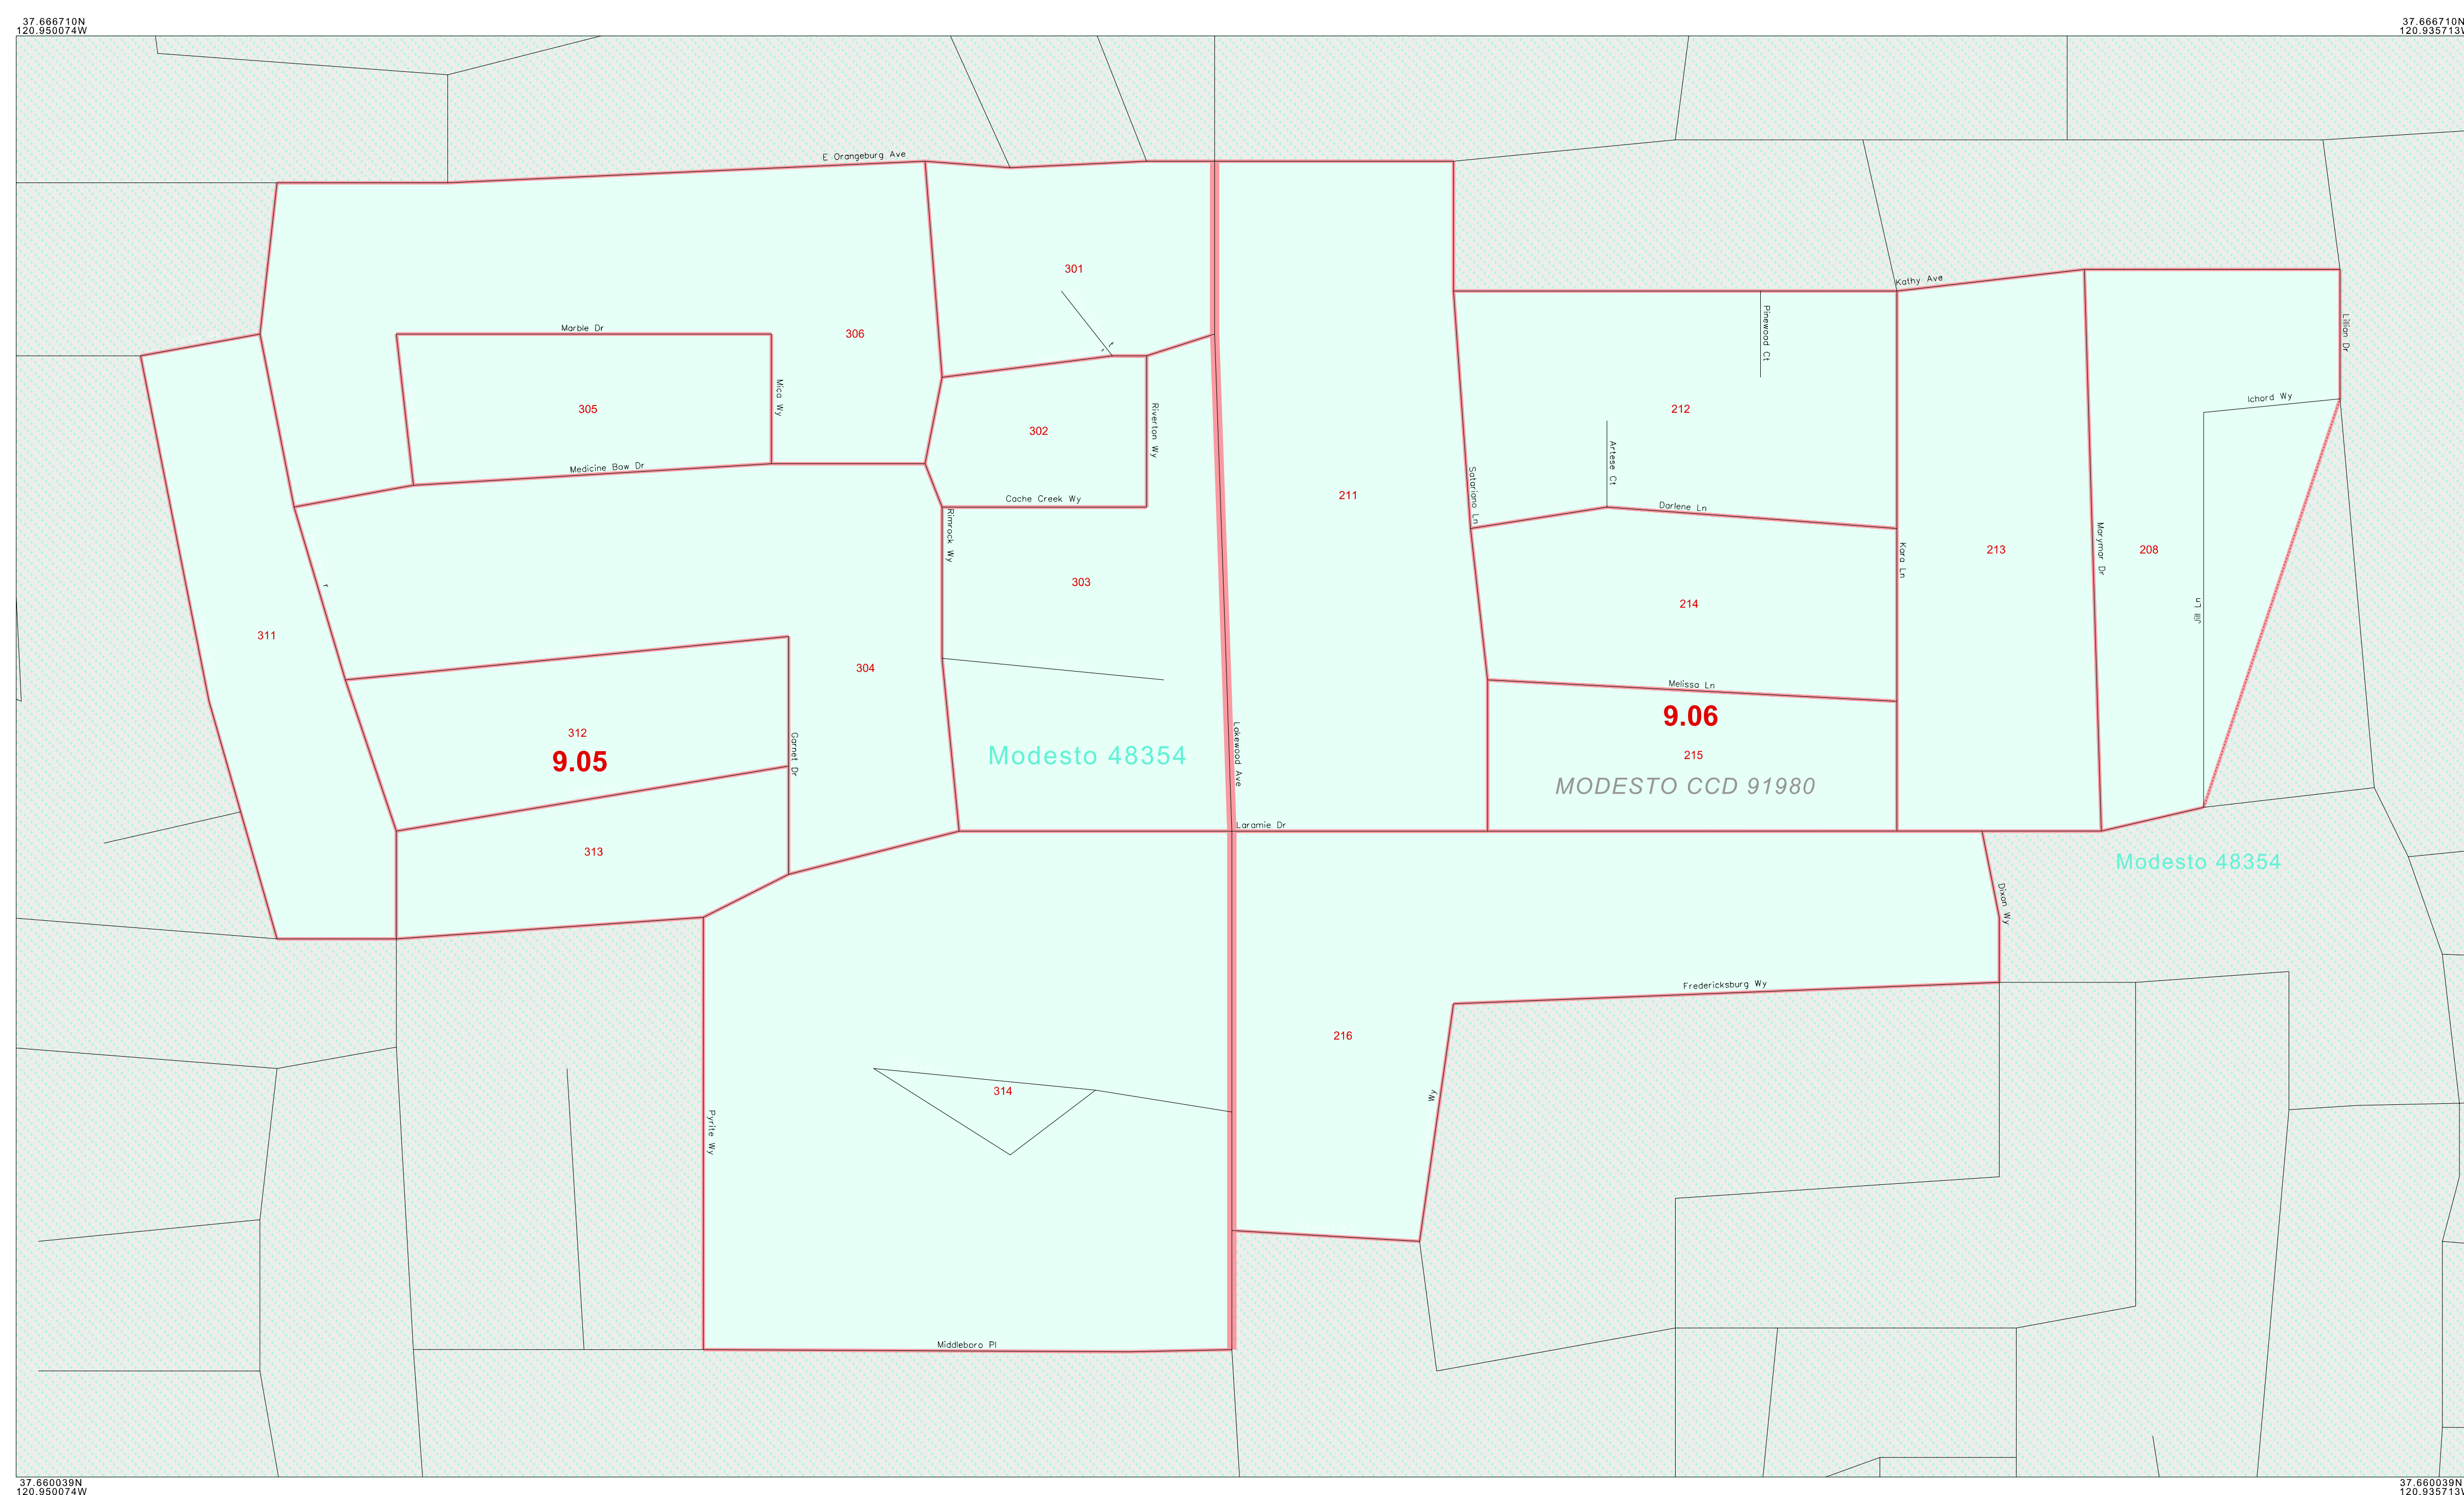 37.666710N
120.950074W
37.666710N
120.935713W
E Orangeburg Ave
301
Kathy Ave
Pinewood Ct
Lillian Dr
Marble Dr
306
Mica Wy
305
302
Riverton Wy
212
Ichord Wy
Artese Ct
Medicine Bow Dr
Satariano Ln
211
Cache Creek Wy
Rimrock Wy
Darlene Ln
Kara Ln
Marymar Dr
213
208
r
303
214
Jill Ln
311
304
Melissa Ln
9.06
312
9.05
Garnet Dr
Modesto 48354
Lakewood Ave
215
MODESTO CCD 91980
Laramie Dr
313
Modesto 48354
Dixon Wy
Fredericksburg Wy
216
314
Wy
Pyrite Wy
Middleboro Pl
37.660039N
120.950074W
37.660039N
120.935713W